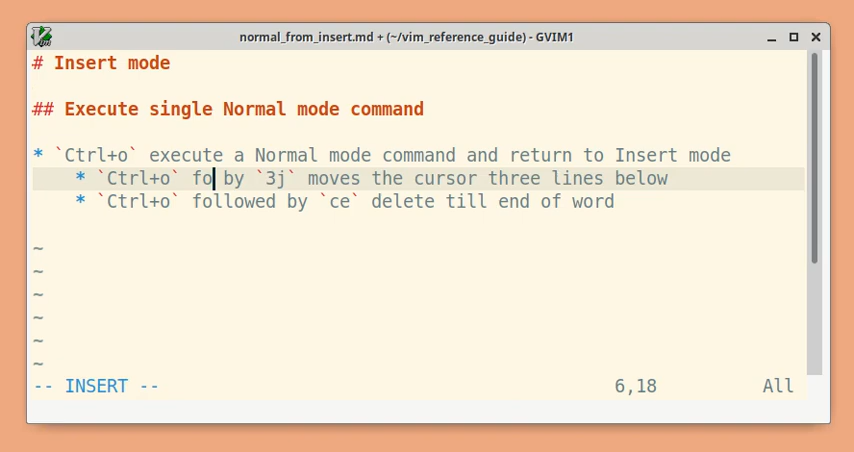 normal_from_insert.md + (~/vim_reference_guide) - GVIM1
# Insert mode
## Execute single Normal mode command
* `Ctrl+o` execute a Normal mode command and return to Insert mode
* `Ctrl+o` fo by `3j` moves the cursor three lines below
* `Ctrl+o` followed by `ce` delete till end of word
~
~
~
~
~
~
-- INSERT -- 6,18 All